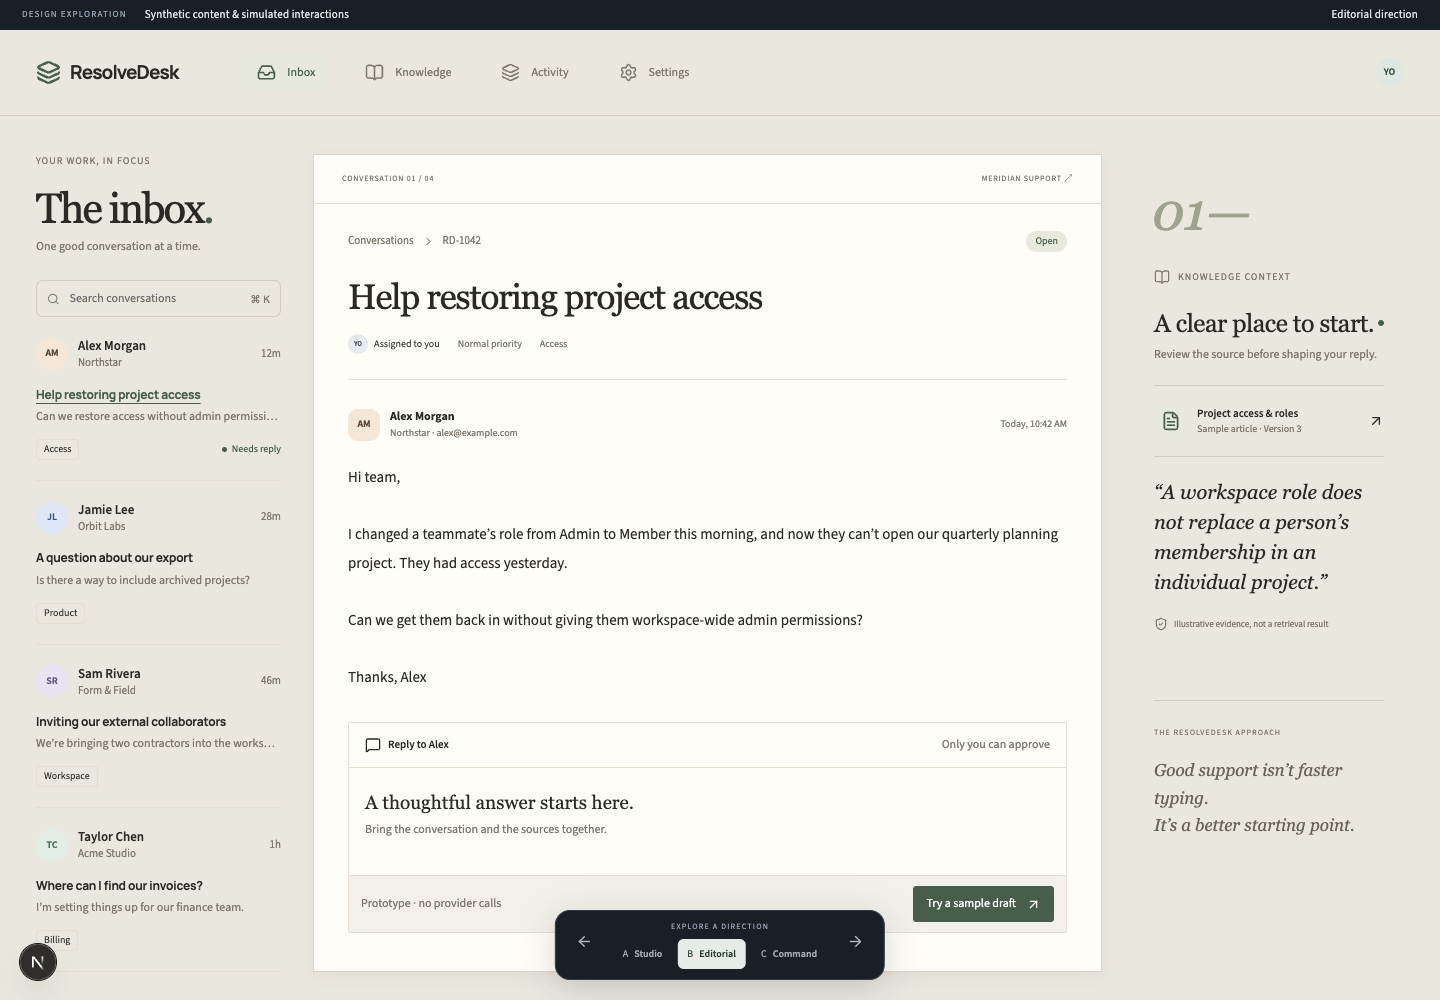 DESIGN EXPLORATION Synthetic content & simulated interactions Editorial direction
ResolveDesk Inbox Knowledge Activity Settings YO
YOUR WORK, IN FOCUS
The inbox.
One good conversation at a time.
Search conversations ⌘ K
AM Alex Morgan 12m
Northstar
Help restoring project access
Can we restore access without admin permissi…
Access Needs reply
JL Jamie Lee 28m
Orbit Labs
A question about our export
Is there a way to include archived projects?
Product
SR Sam Rivera 46m
Form & Field
Inviting our external collaborators
We’re bringing two contractors into the works…
Workspace
TC Taylor Chen 1h
Acme Studio
Where can I find our invoices?
I’m setting things up for our finance team.
Billing
N
CONVERSATION 01 / 04 MERIDIAN SUPPORT ↗
Conversations > RD-1042 Open
Help restoring project access
YO Assigned to you Normal priority Access
AM Alex Morgan Today, 10:42 AM
Northstar · alex@example.com
Hi team,
I changed a teammate’s role from Admin to Member this morning, and now they can’t open our quarterly planning
project. They had access yesterday.
Can we get them back in without giving them workspace-wide admin permissions?
Thanks, Alex
Reply to Alex Only you can approve
A thoughtful answer starts here.
Bring the conversation and the sources together.
Prototype · no provider calls Try a sample draft
EXPLORE A DIRECTION
A Studio B Editorial C Command
01—
KNOWLEDGE CONTEXT
A clear place to start.
Review the source before shaping your reply.
Project access & roles
Sample article · Version 3
“A workspace role does
not replace a person’s
membership in an
individual project.”
Illustrative evidence, not a retrieval result
THE RESOLVEDESK APPROACH
Good support isn’t faster
typing.
It’s a better starting point.